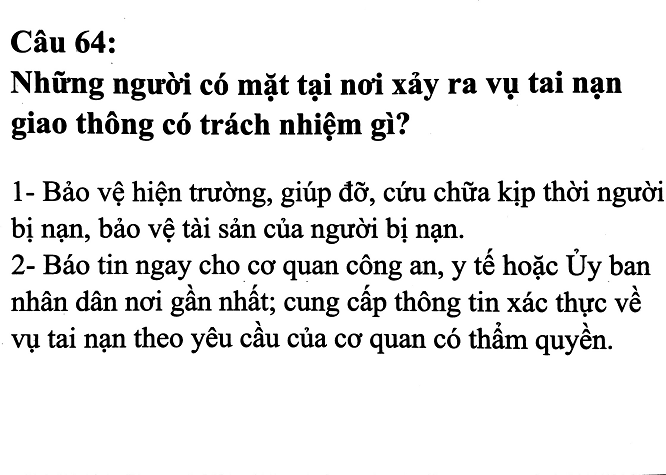 Câu 64:
Những người có mặt tại nơi xảy ra vụ tai nạn
giao thông có trách nhiệm gì?
1- Bảo vệ hiện trường, giúp đỡ, cứu chữa kịp thời người
bị nạn, bảo vệ tài sản của người bị nạn.
2- Báo tin ngay cho cơ quan công an, y tế hoặc Ủy ban
nhân dân nơi gần nhất; cung cấp thông tin xác thực về
vụ tai nạn theo yêu cầu của cơ quan có thẩm quyền.